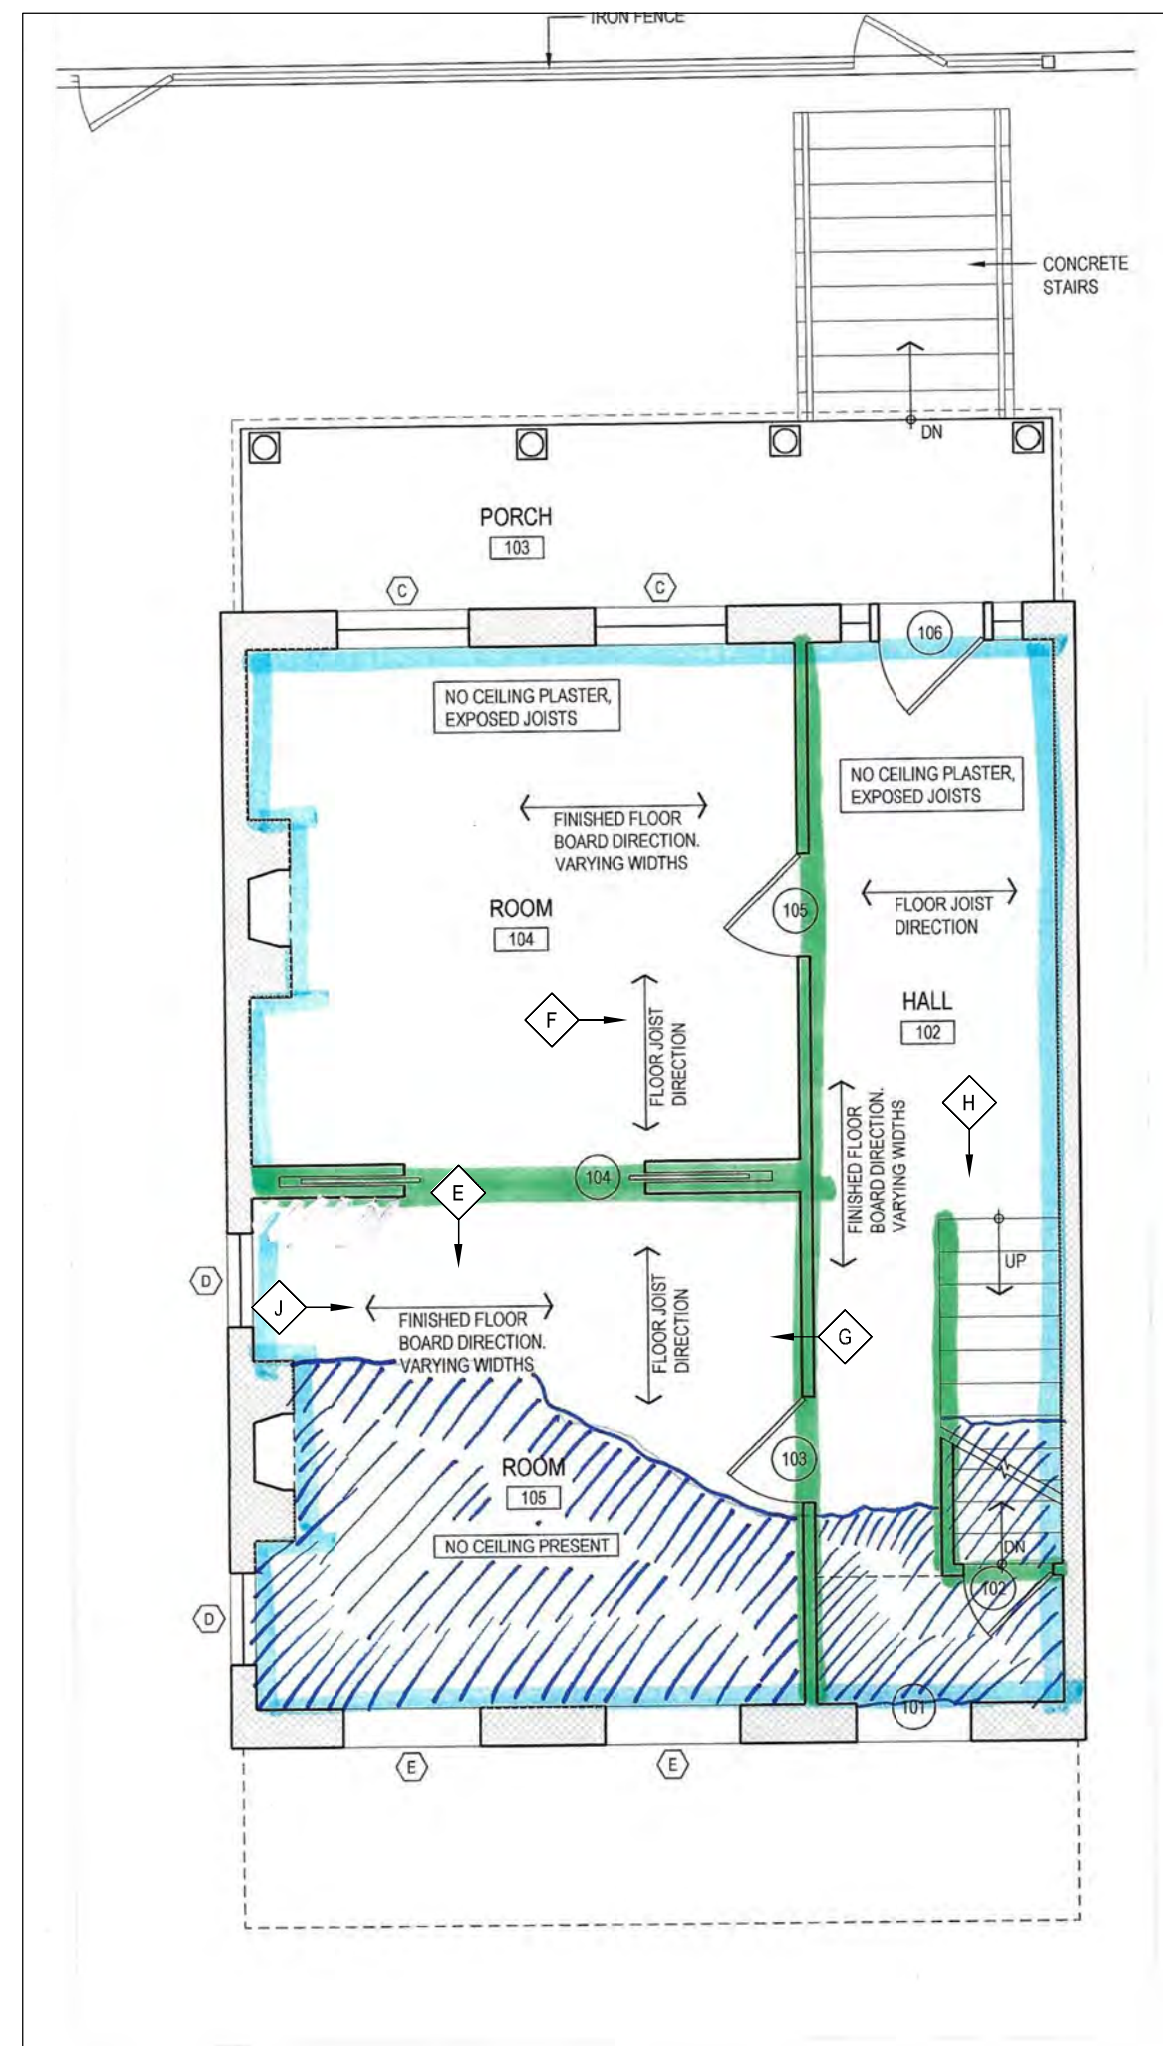 IRON FENCE
CONCRETE
STAIRS
DN
PORCH
103
C
C
106
NO CEILING PLASTER,
EXPOSED JOISTS
NO CEILING PLASTER,
EXPOSED JOISTS
FINISHED FLOOR
BOARD DIRECTION.
VARYING WIDTHS
105
FLOOR JOIST
DIRECTION
ROOM
104
HALL
102
F
FLOOR JOIST
DIRECTION
H
FINISHED FLOOR
BOARD DIRECTION.
VARYING WIDTHS
104
E
UP
D
J
FINISHED FLOOR
BOARD DIRECTION.
VARYING WIDTHS
FLOOR JOIST
DIRECTION
G
103
ROOM
105
NO CEILING PRESENT
DN
102
D
101
E
E